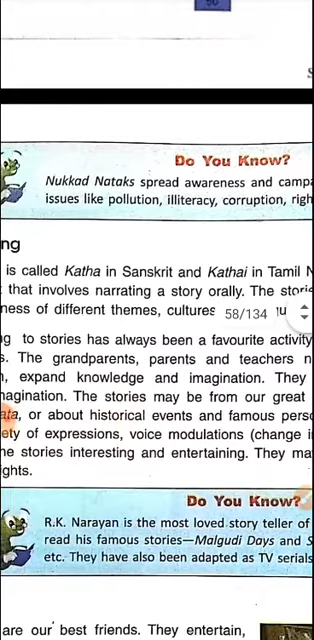 50
S
Do You Know?
Nukkad Nataks spread awareness and camp
issues like pollution, illiteracy, corruption, righ
ng
is called Katha in Sanskrit and Kathai in Tamil N
that involves narrating a story orally. The storie
ness of different themes, cultures
58/134
g to stories has always been a favourite activity
s. The grandparents, parents and teachers n
, expand knowledge and imagination. They
agination. The stories may be from our great
ata, or about historical events and famous perso
ety of expressions, voice modulations (change i
he stories interesting and entertaining. They ma
ights.
Do You Know?
R.K. Narayan is the most loved story teller of
read his famous stories—Malgudi Days and S
etc. They have also been adapted as TV serials
are our best friends. They entertain,